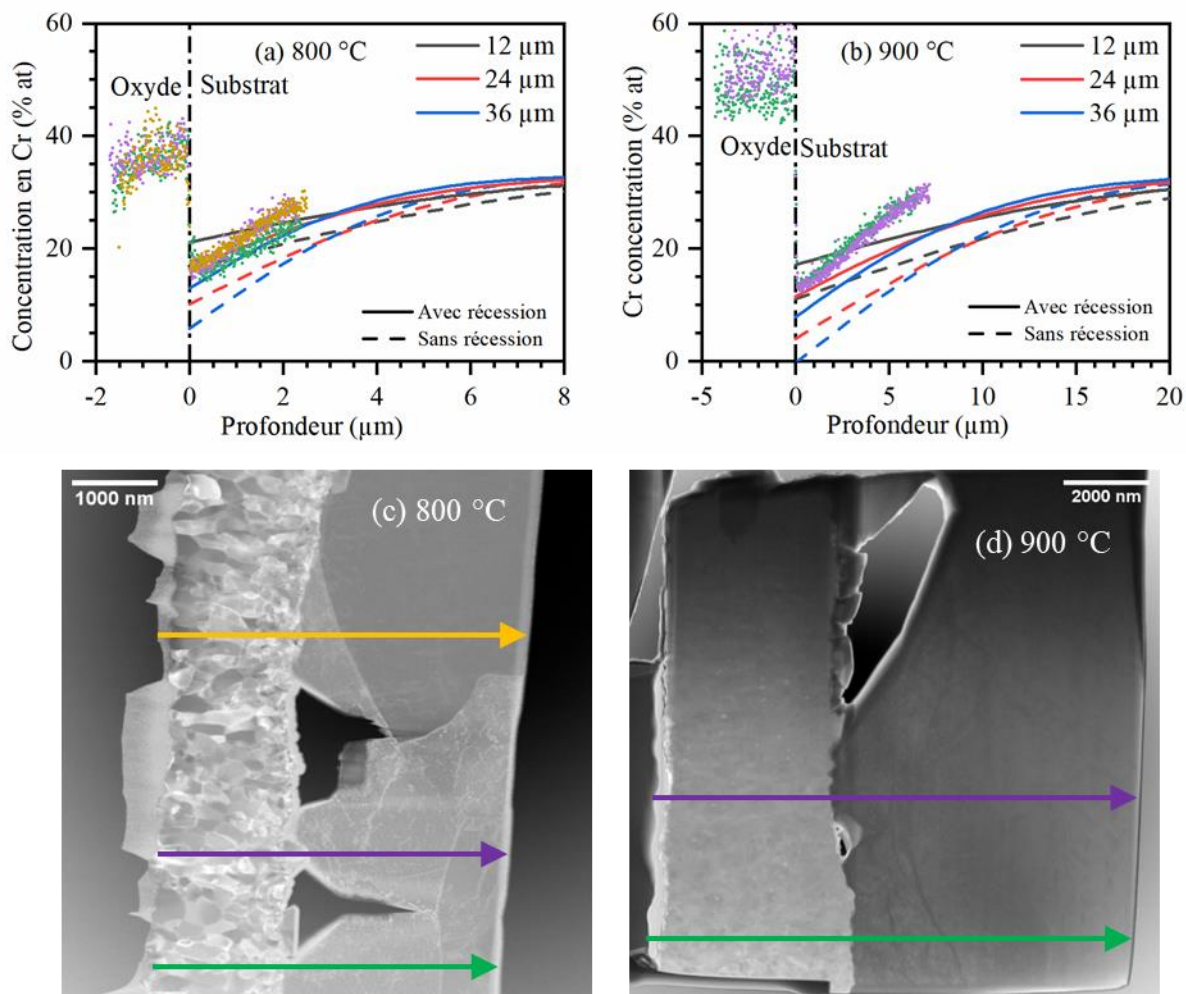 60
40
20
0
Concentration en Cr (% at)
(a) 800 °C
Oxyde
Substrat
12 µm
24 µm
36 µm
Avec récession
Sans récession
-2 0 2 4 6 8
Profondeur (µm)
60
40
20
0
Cr concentration (% at)
(b) 900 °C
Oxyde
Substrat
12 µm
24 µm
36 µm
Avec récession
Sans récession
-5 0 5 10 15 20
Profondeur (µm)
1000 nm
(c) 800 °C
2000 nm
(d) 900 °C